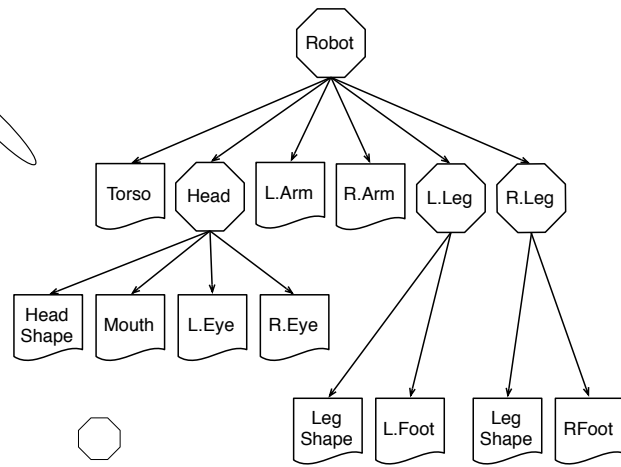 Robot
Torso
Head
L.Arm
R.Arm
L.Leg
R.Leg
Head
Shape
Mouth
L.Eye
R.Eye
Leg
Shape
L.Foot
Leg
Shape
RFoot